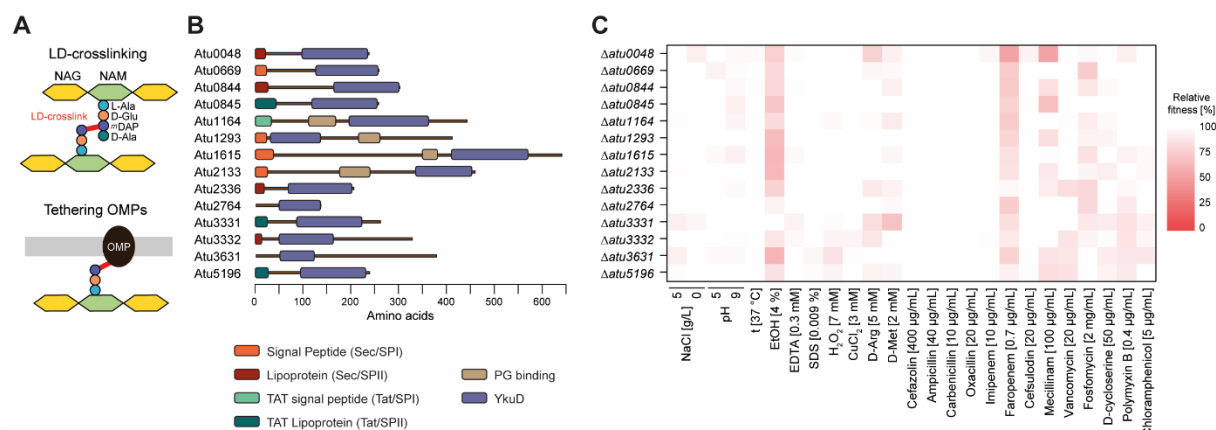 A
LD-crosslinking
NAG
NAM
L-Ala
D-Glu
mDAP
D-Ala
LD-crosslink
Tethering OMPs
OMP
B
Atu0048
Atu0669
Atu0844
Atu0845
Atu1164
Atu1293
Atu1615
Atu2133
Atu2336
Atu2764
Atu3331
Atu3332
Atu3631
Atu5196
0 100 200 300 400 500 600
Amino acids
Signal Peptide (Sec/SPI)
Lipoprotein (Sec/SPII)
TAT signal peptide (Tat/SPI)
TAT Lipoprotein (Tat/SPII)
PG binding
YkuD
C
Δatu0048
Δatu0669
Δatu0844
Δatu0845
Δatu1164
Δatu1293
Δatu1615
Δatu2133
Δatu2336
Δatu2764
Δatu3331
Δatu3332
Δatu3631
Δatu5196
5
0
NaCl [g/L]
5
9
pH
t [37 °C]
EtOH [4 %]
EDTA [0.3 mM]
SDS [0.009 %]
H2O2 [7 mM]
CuCl2 [3 mM]
D-Arg [5 mM]
D-Met [2 mM]
Cefazolin [400 µg/mL]
Ampicillin [40 µg/mL]
Carbenicillin [10 µg/mL]
Oxacillin [20 µg/mL]
Imipenem [10 µg/mL]
Faropenem [0.7 µg/mL]
Cefsulodin [20 µg/mL]
Mecillinam [100 µg/mL]
Vancomycin [20 µg/mL]
Fosfomycin [2 mg/mL]
D-cycloserine [50 µg/mL]
Polymyxin B [0.4 µg/mL]
Chloramphenicol [5 µg/mL]
Relative
fitness [%]
100
75
50
25
0